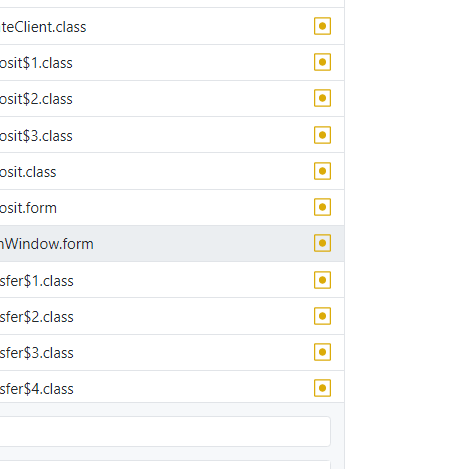 teClient.class
osit$1.class
osit$2.class
osit$3.class
osit.class
osit.form
nWindow.form
sfer$1.class
sfer$2.class
sfer$3.class
sfer$4.class